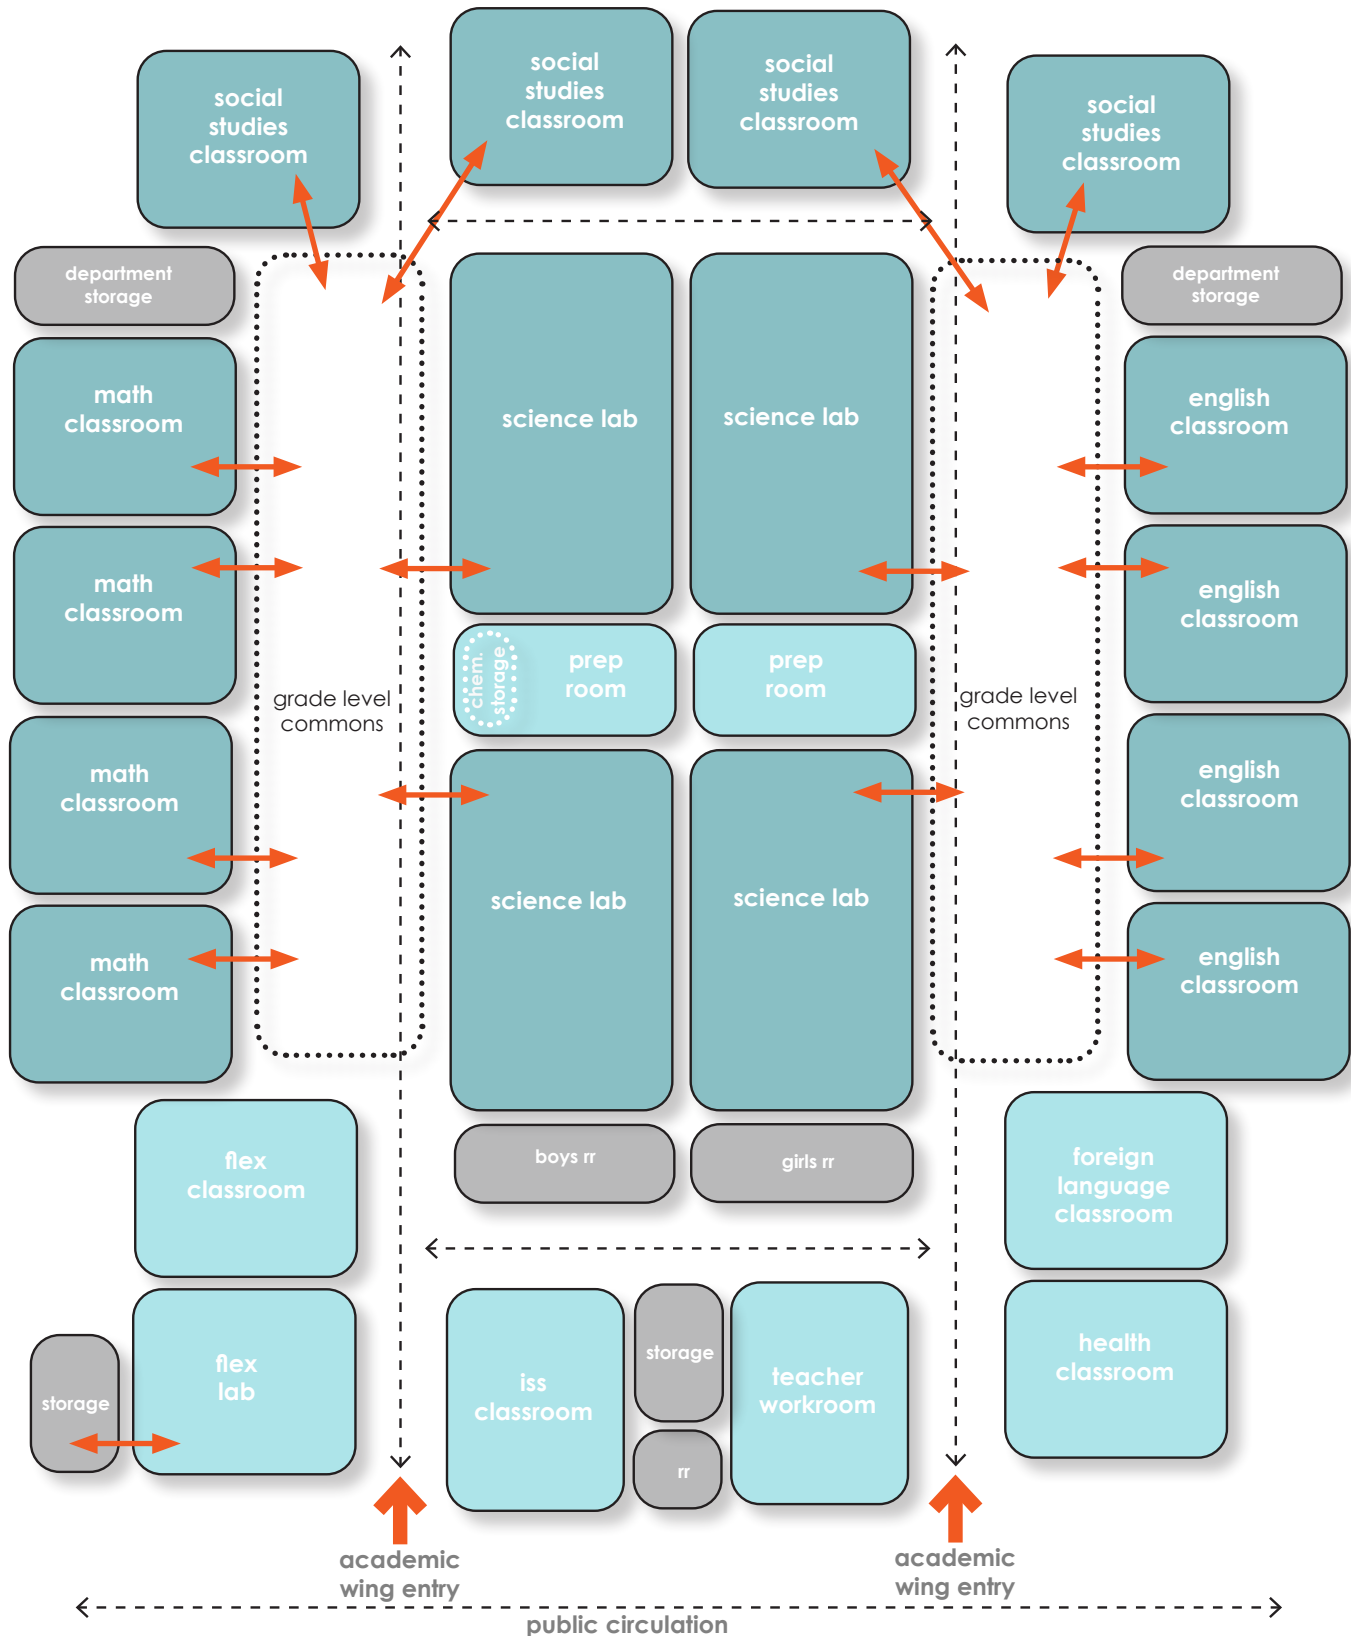 social
studies
classroom
social
studies
classroom
social
studies
classroom
social
studies
classroom
department
storage
department
storage
math
classroom
science lab
science lab
english
classroom
math
classroom
english
classroom
chem.
storage
prep
room
prep
room
grade level
commons
grade level
commons
math
classroom
english
classroom
science lab
science lab
math
classroom
english
classroom
boys rr
girls rr
flex
classroom
foreign
language
classroom
flex
lab
storage
iss
classroom
storage
rr
teacher
workroom
health
classroom
academic
wing entry
academic
wing entry
public circulation